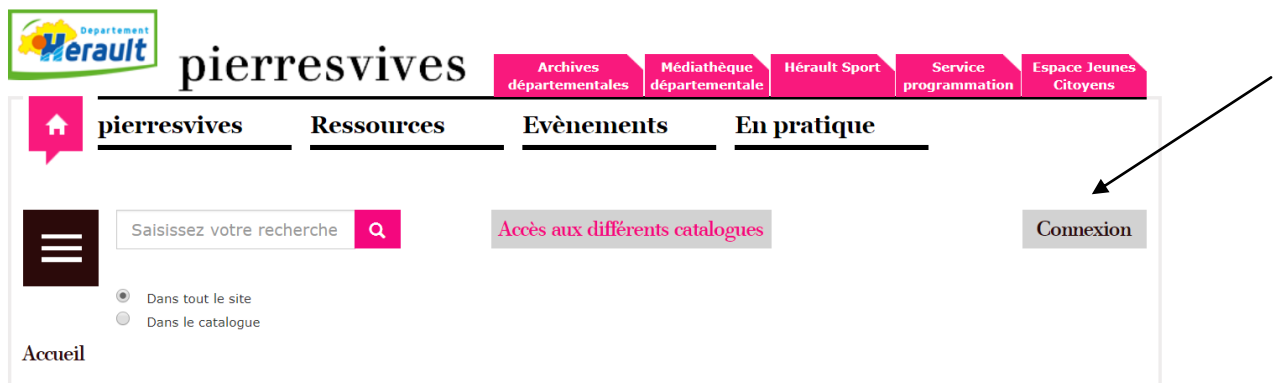 Departement
Hérault
pierresvives
Archives
départementales
Médiathèque
départementale
Hérault Sport
Service
programmation
Espace Jeunes
Citoyens
pierresvives
Ressources
Evènements
En pratique
Saisissez votre recherche
Accès aux différents catalogues
Connexion
Dans tout le site
Dans le catalogue
Accueil